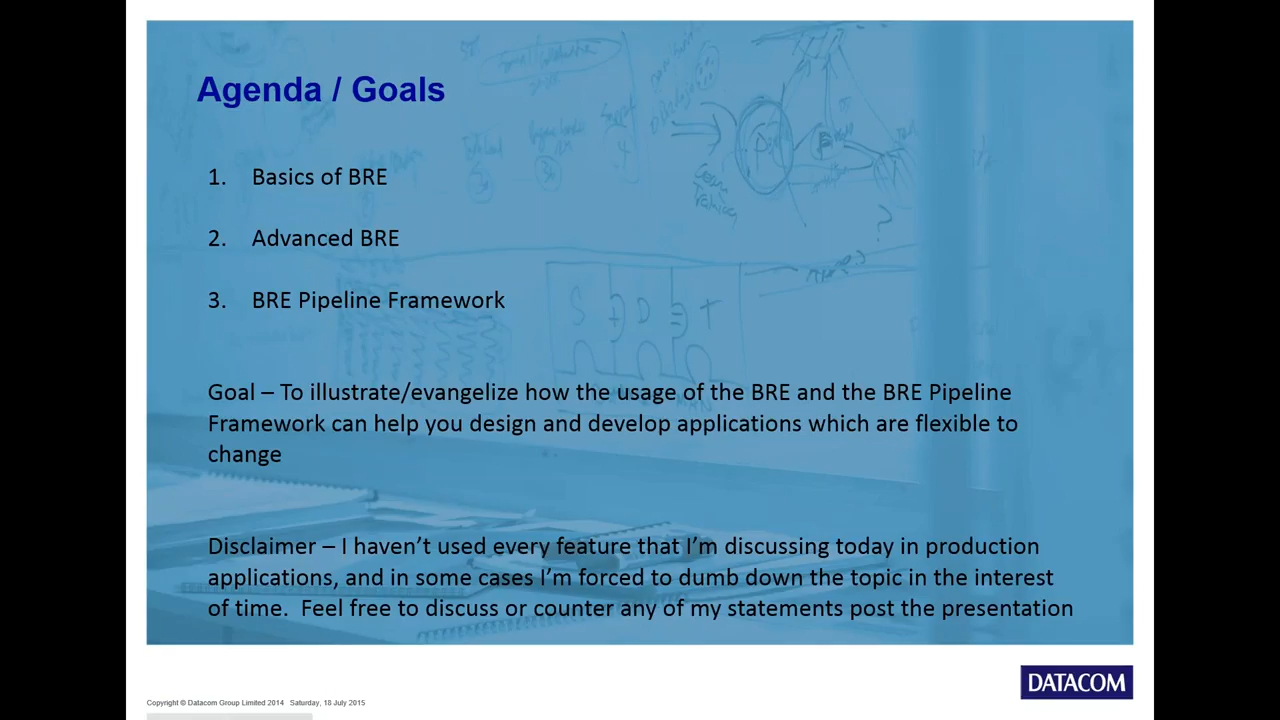 Agenda / Goals
1. Basics of BRE
2. Advanced BRE
3. BRE Pipeline Framework
Goal – To illustrate/evangelize how the usage of the BRE and the BRE Pipeline
Framework can help you design and develop applications which are flexible to
change
Disclaimer – I haven't used every feature that I'm discussing today in production
applications, and in some cases I'm forced to dumb down the topic in the interest
of time.  Feel free to discuss or counter any of my statements post the presentation
DATACOM
Copyright © Datacom Group Limited 2014 Saturday, 18 July 2015